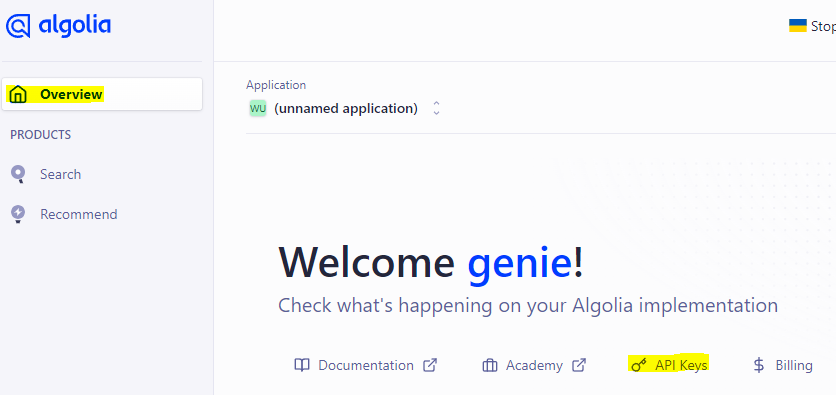 algolia
Stop
Overview
Application
WU (unnamed application)
PRODUCTS
Search
Recommend
Welcome genie!
Check what's happening on your Algolia implementation
Documentation Academy API Keys Billing